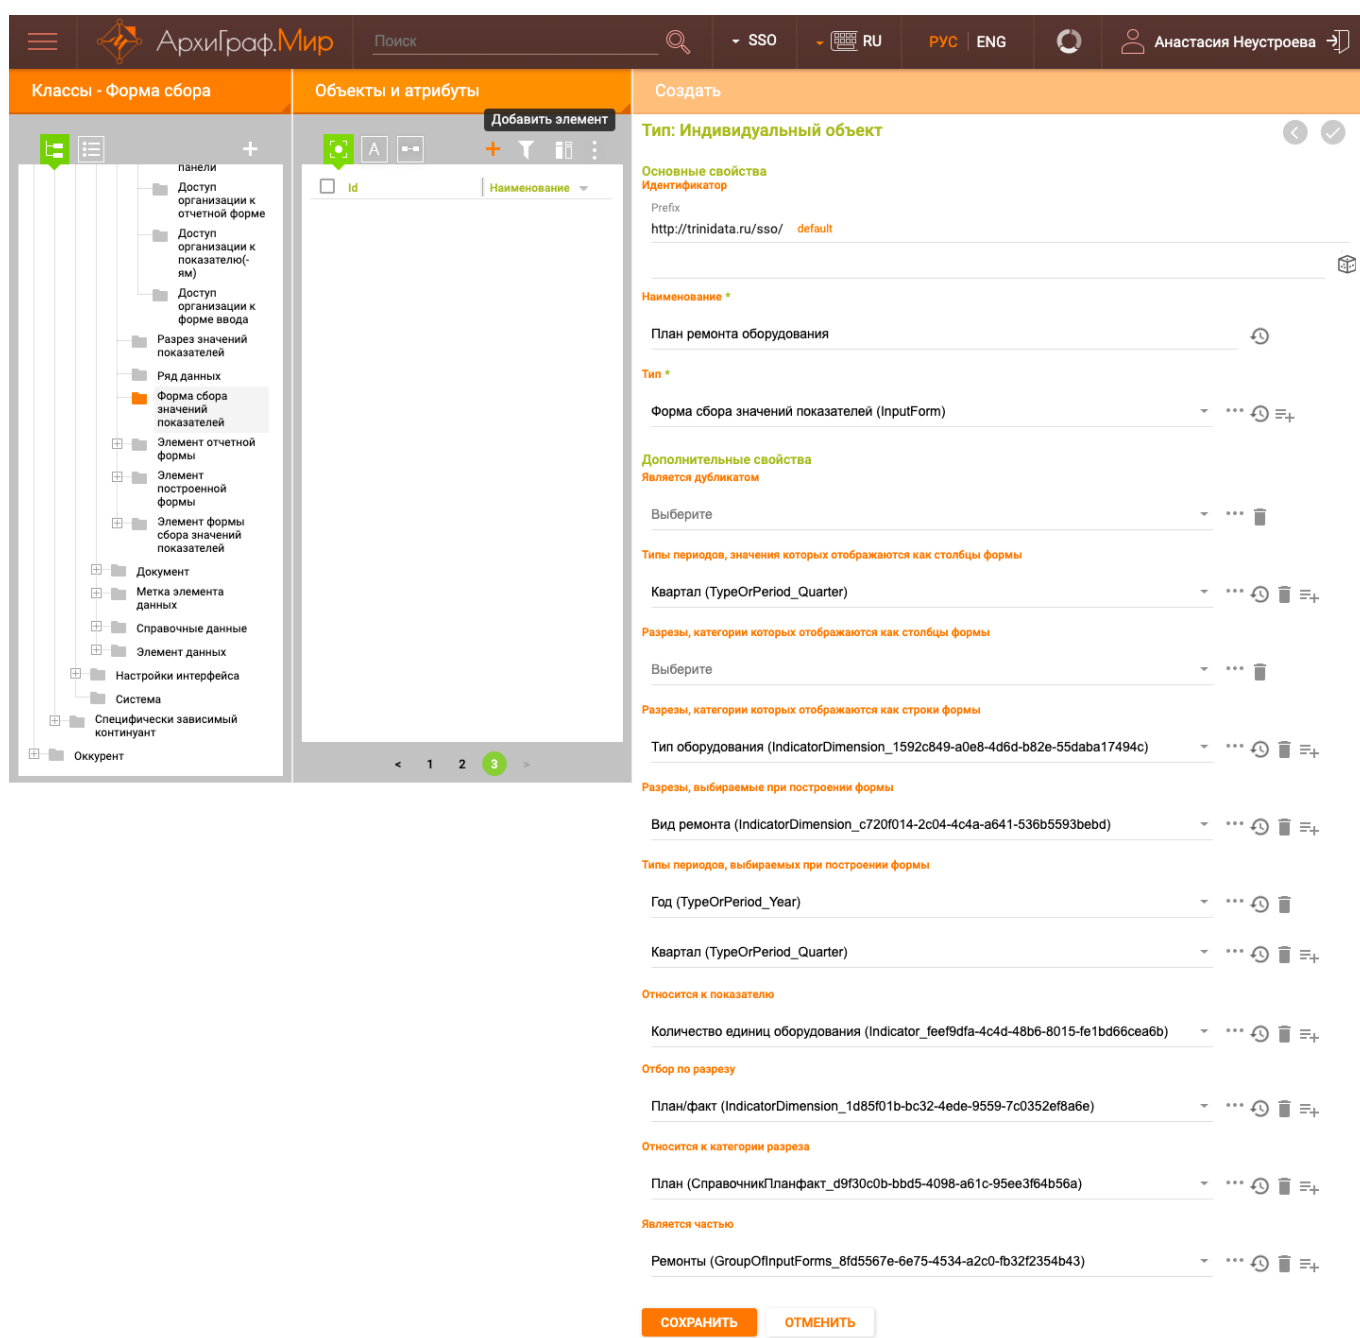 АрхиГраф.Мир
Поиск
SSO
RU
РУС ENG
Анастасия Неустроева
Классы - Форма сбора
Объекты и атрибуты
Создать
Добавить элемент
панели
Доступ
организации к
отчетной форме
Доступ
организации к
показателю(-
ям)
Доступ
организации к
форме ввода
Разрез значений
показателей
Ряд данных
Форма сбора
значений
показателей
Элемент отчетной
формы
Элемент
построенной
формы
Элемент формы
сбора значений
показателей
Документ
Метка элемента
данных
Справочные данные
Элемент данных
Настройки интерфейса
Система
Специфически зависимый
континуант
Оккурент
A
Id Наименование
< 1 2 3 >
Тип: Индивидуальный объект
Основные свойства
Идентификатор
Prefix
http://trinidata.ru/sso/ default
Наименование *
План ремонта оборудования
Тип *
Форма сбора значений показателей (InputForm)
Дополнительные свойства
Является дубликатом
Выберите
Типы периодов, значения которых отображаются как столбцы формы
Квартал (TypeOrPeriod_Quarter)
Разрезы, категории которых отображаются как столбцы формы
Выберите
Разрезы, категории которых отображаются как строки формы
Тип оборудования (IndicatorDimension_1592c849-a0e8-4d6d-b82e-55daba17494c)
Разрезы, выбираемые при построении формы
Вид ремонта (IndicatorDimension_c720f014-2c04-4c4a-a641-536b5593bebd)
Типы периодов, выбираемых при построении формы
Год (TypeOrPeriod_Year)
Квартал (TypeOrPeriod_Quarter)
Относится к показателю
Количество единиц оборудования (Indicator_feef9dfa-4c4d-48b6-8015-fe1bd66cea6b)
Отбор по разрезу
План/факт (IndicatorDimension_1d85f01b-bc32-4ede-9559-7c0352ef8a6e)
Относится к категории разреза
План (СправочникПланфакт_d9f30c0b-bbd5-4098-a61c-95ee3f64b56a)
Является частью
Ремонты (GroupOfInputForms_8fd5567e-6e75-4534-a2c0-fb32f2354b43)
СОХРАНИТЬ ОТМЕНИТЬ